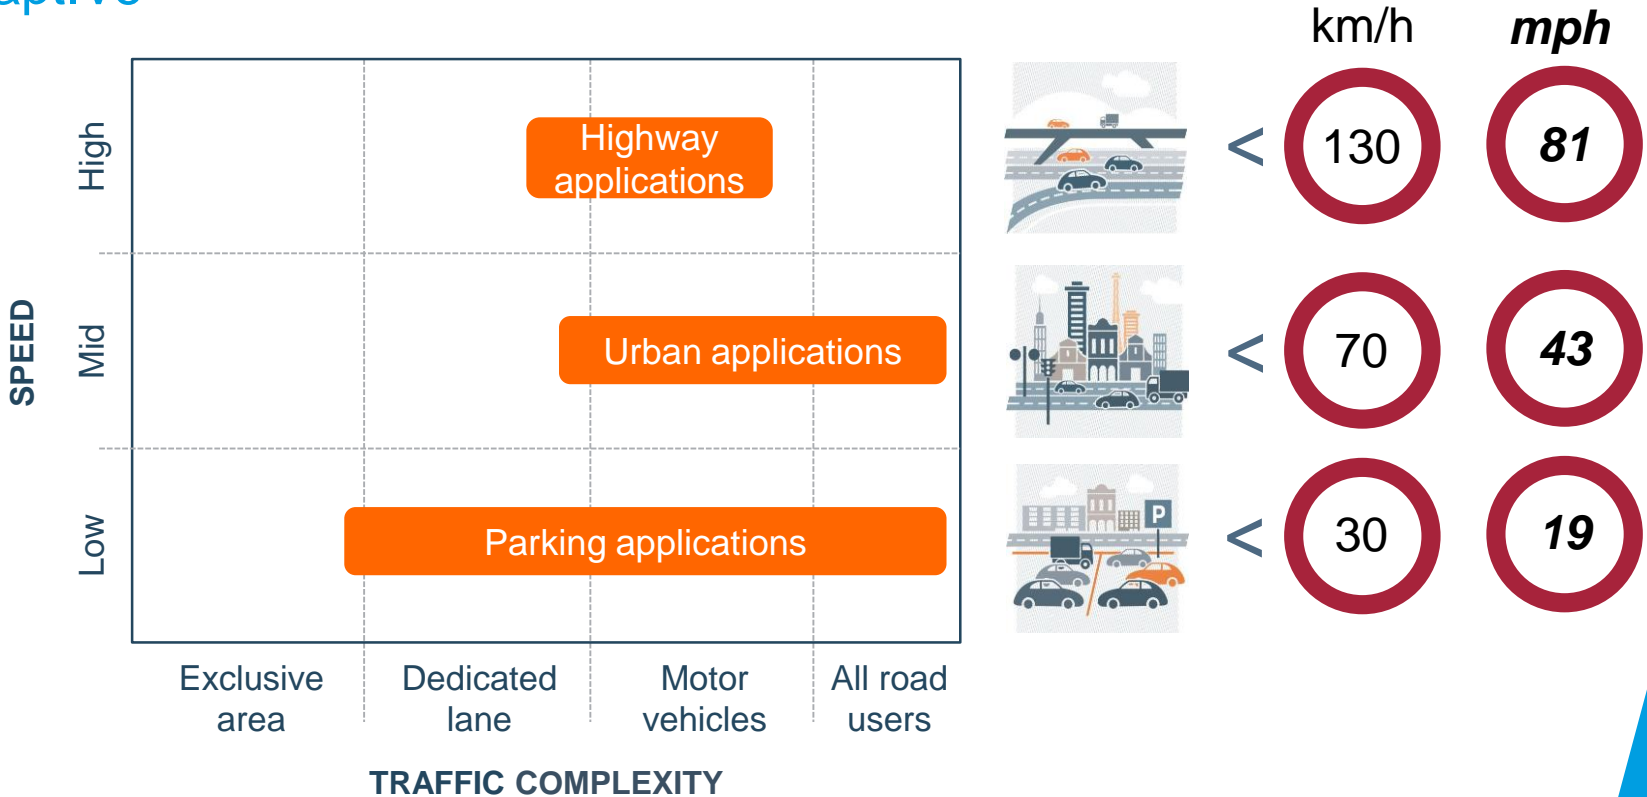 km/h mph
High
Highway
applications
< 130 81
SPEED
Mid
Urban applications
< 70 43
Low
Parking applications
P
< 30 19
Exclusive
area
Dedicated
lane
Motor
vehicles
All road
users
TRAFFIC COMPLEXITY